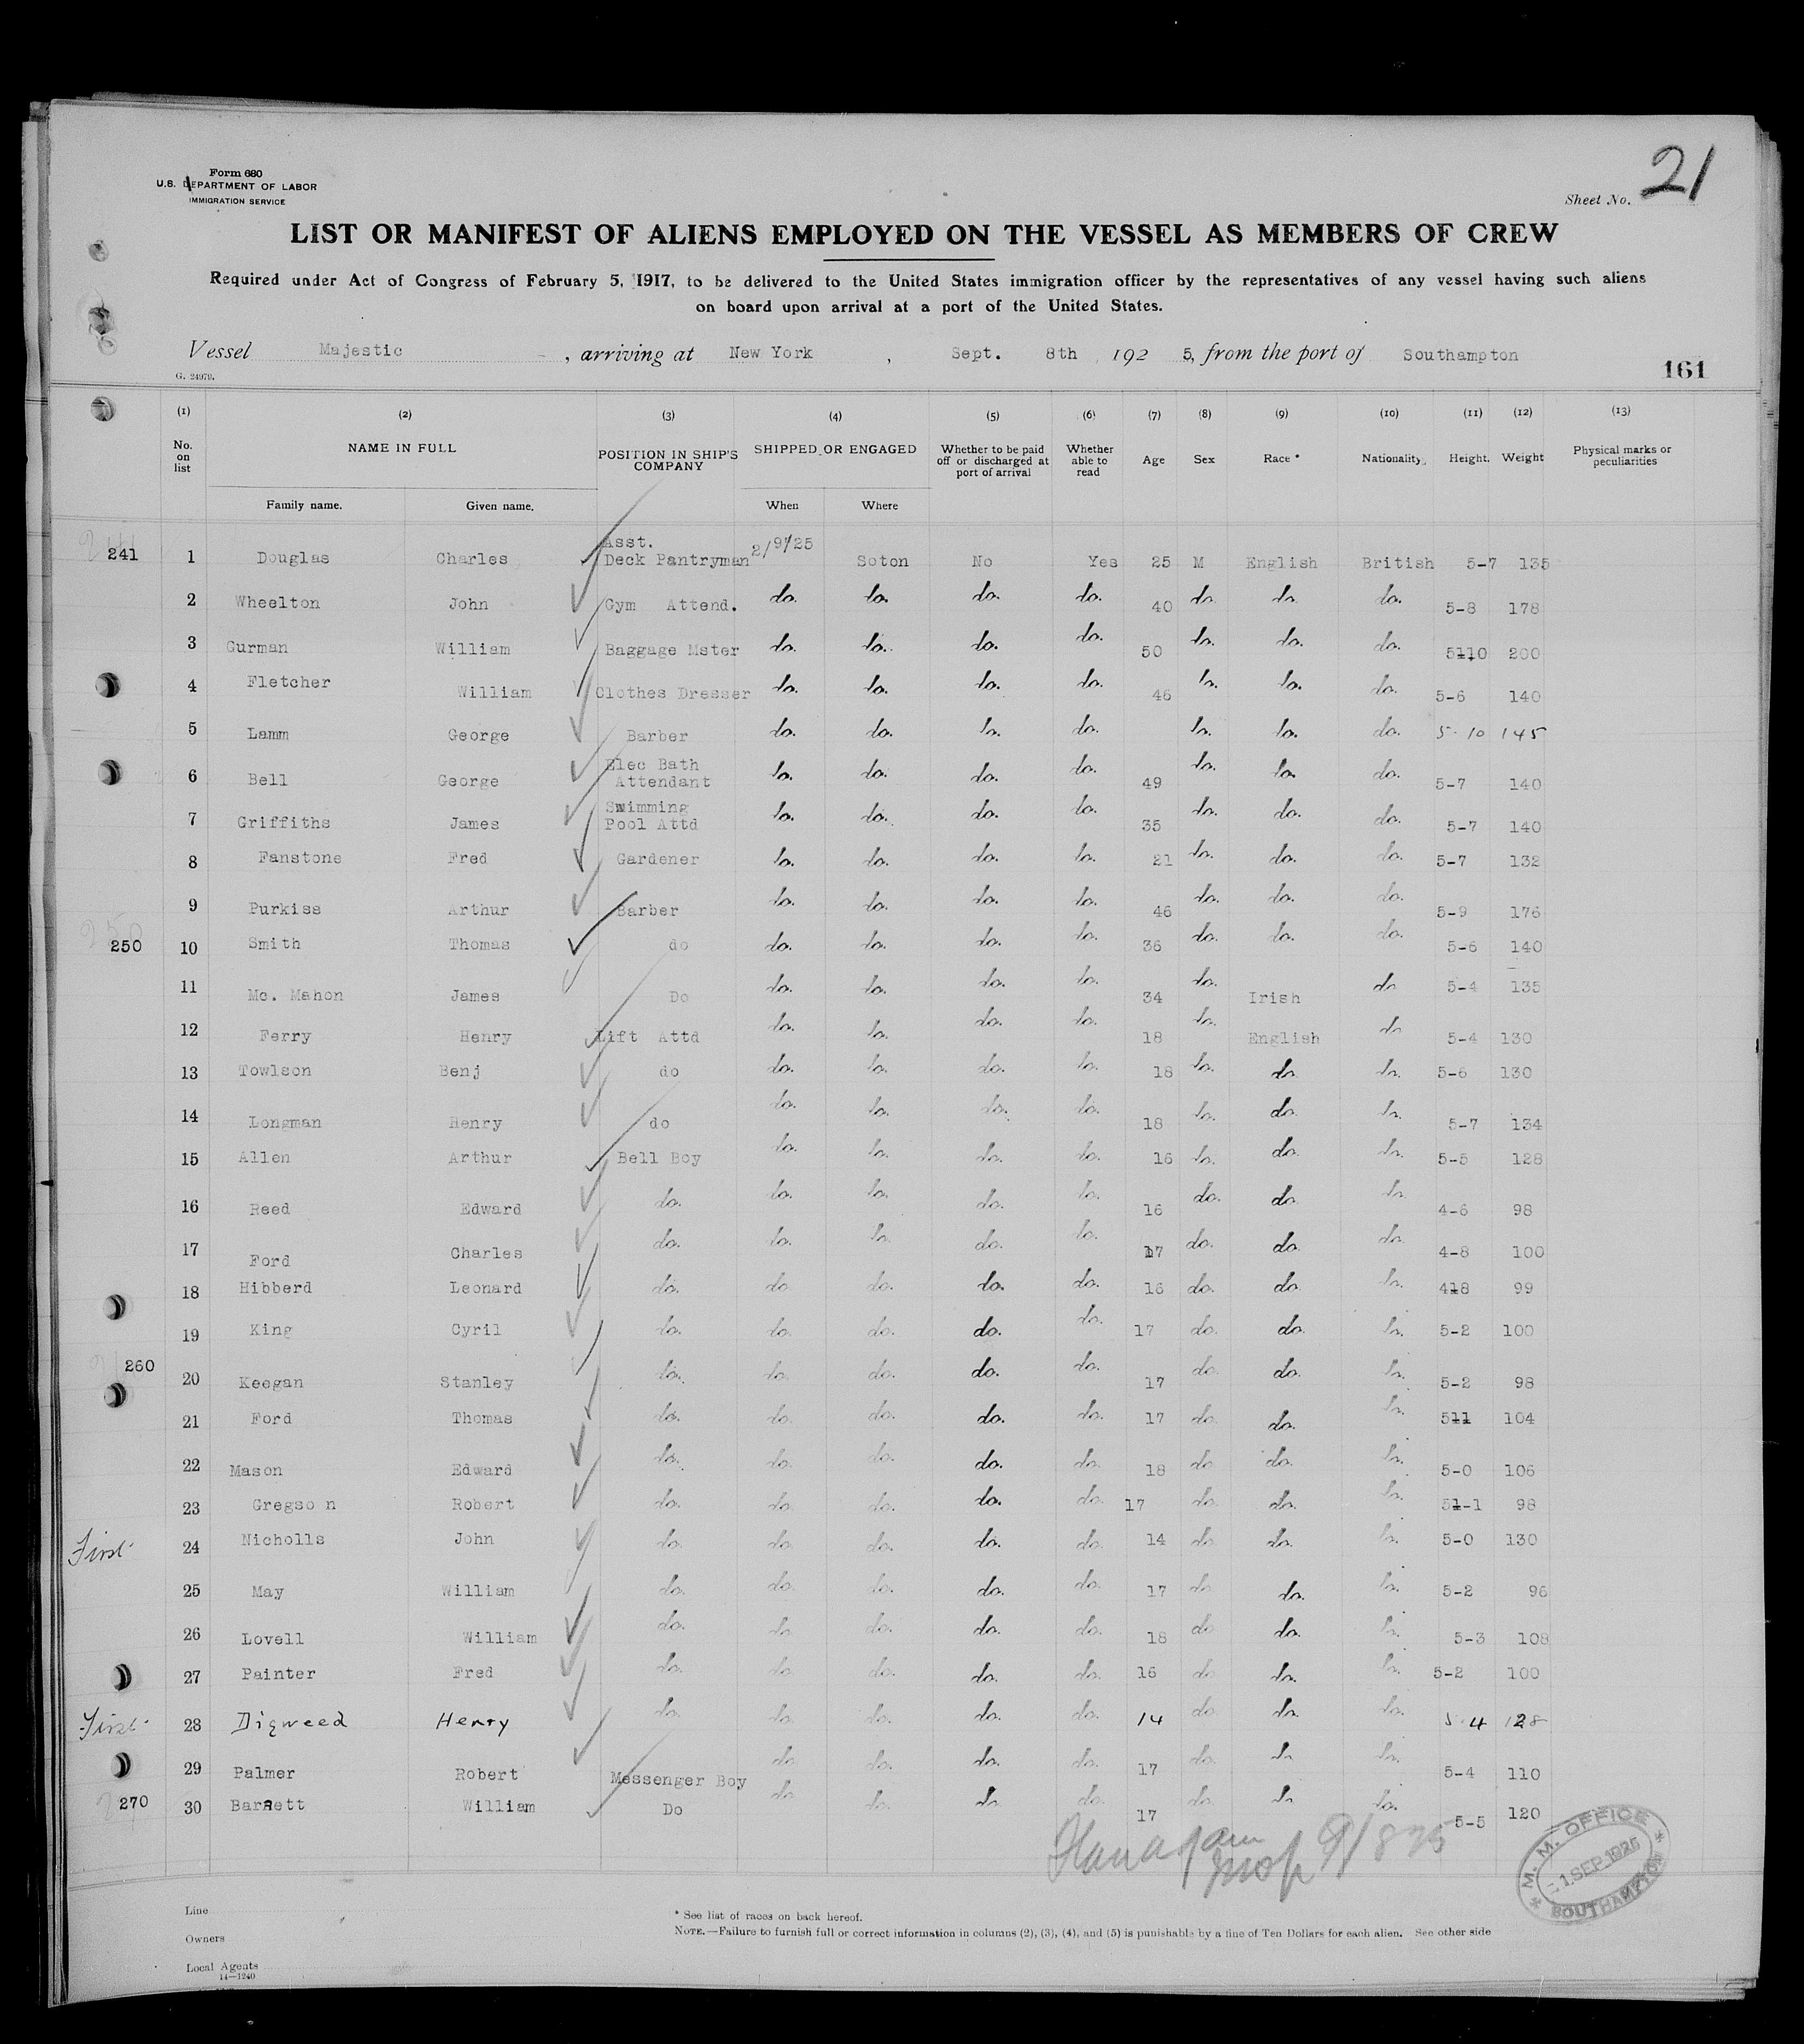 21
Form 680
U.S. DEPARTMENT OF LABOR
IMMIGRATION SERVICE
Sheet No.
LIST OR MANIFEST OF ALIENS EMPLOYED ON THE VESSEL AS MEMBERS OF CREW
Required under Act of Congress of February 5, 1917, to be delivered to the United States immigration officer by the representatives of any vessel having such aliens
on board upon arrival at a port of the United States.
Vessel Majestic, arriving at New York, Sept. 8th, 192 5, from the port of Southampton
G. 24979.
161
(1) (2) (3) (4) (5) (6) (7) (8) (9) (10) (11) (12) (13)
No. on list NAME IN FULL POSITION IN SHIP'S COMPANY SHIPPED OR ENGAGED Whether to be paid off or discharged at port of arrival Whether able to read Age Sex Race * Nationality. Height. Weight Physical marks or peculiarities
Family name. Given name. When Where
241 1 Douglas Charles Asst. Deck Pantryman 2/9/25 Soton No Yes 25 M English British 5-7 135
2 Wheelton John Gym Attend. do. do. do. do. 40 do. do. do. 5-8 178
3 Gurman William Baggage Mster do. do. do. do. 50 do. do. do. 5110 200
4 Fletcher William Clothes Dresser do. do. do. do. 46 do. do. do. 5-6 140
5 Lamm George Barber do. do. do. do. do. do. do. 5-10 145
6 Bell George Elec Bath Attendant do. do. do. do. 49 do. do. do. 5-7 140
7 Griffiths James Swimming Pool Attd do. do. do. do. 35 do. do. do. 5-7 140
8 Fanstone Fred Gardener do. do. do. do. 21 do. do. do. 5-7 132
9 Purkiss Arthur Barber do. do. do. do. 46 do. do. do. 5-9 176
250 10 Smith Thomas do do. do. do. do. 36 do. do. do. 5-6 140
11 Mc. Mahon James Do do. do. do. do. 34 do. Irish do 5-4 135
12 Ferry Henry Lift Attd do. do. do. do. 18 do. English do 5-4 130
13 Towlson Benj do do. do. do. do. 18 do. do. do. 5-6 130
14 Longman Henry do do. do. do. do. 18 do. do. do. 5-7 134
15 Allen Arthur Bell Boy do. do. do. do. 16 do. do. do. 5-5 128
16 Reed Edward do. do. do. do. do. 16 do. do. do. 4-6 98
17 Ford Charles do. do. do. do. do. 17 do. do. do. 4-8 100
18 Hibberd Leonard do. do. do. do. do. 16 do. do. do. 418 99
19 King Cyril do. do. do. do. do. 17 do. do. do. 5-2 100
260 20 Keegan Stanley do. do. do. do. do. 17 do. do. do. 5-2 98
21 Ford Thomas do. do. do. do. do. 17 do. do. do. 511 104
22 Mason Edward do. do. do. do. do. 18 do. do. do. 5-0 106
23 Gregso n Robert do. do. do. do. do. 17 do. do. do. 51-1 98
First 24 Nicholls John do. do. do. do. do. 14 do. do. do. 5-0 130
25 May William do. do. do. do. do. 17 do. do. do. 5-2 96
26 Lovell William do. do. do. do. do. 18 do. do. do. 5-3 108
27 Painter Fred do. do. do. do. do. 16 do. do. do. 5-2 100
First 28 Digweed Henry do. do. do. do. do. 14 do. do. do. 5-4 128
29 Palmer Robert Messenger Boy do. do. do. do. 17 do. do. do. 5-4 110
270 30 Barrett William Do do. do. do. do. 17 do. do. do. 5-5 120
M. M. OFFICE
1 SEP 1925
SOUTHAMPTON
Line
Owners
Local Agents
14—1240
* See list of races on back hereof.
NOTE.—Failure to furnish full or correct information in columns (2), (3), (4), and (5) is punishable by a fine of Ten Dollars for each alien. See other side